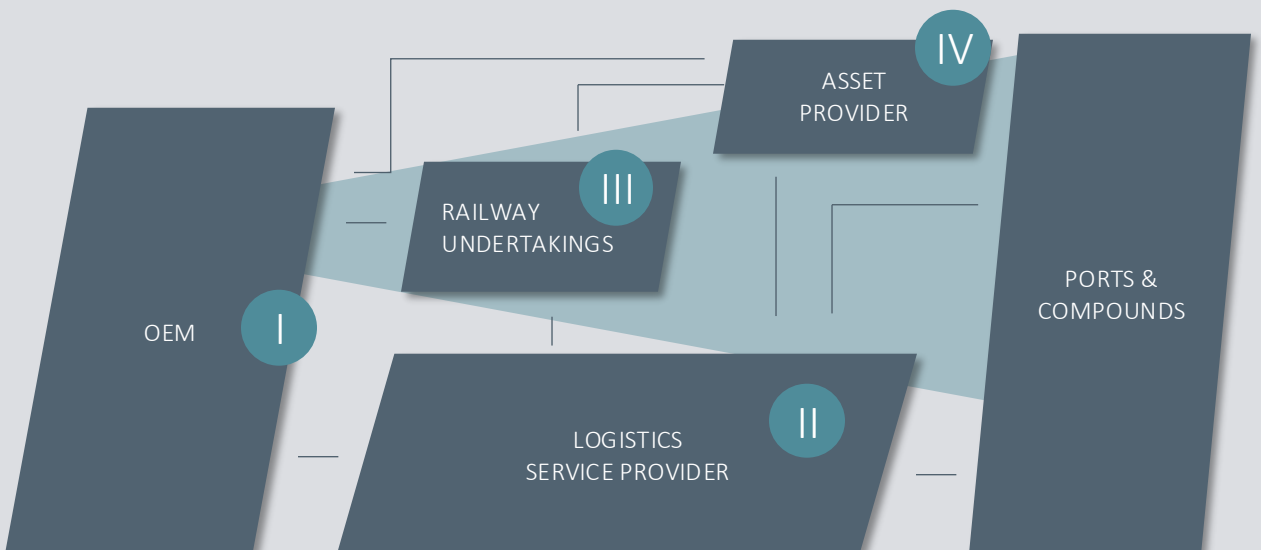 OEM
I
LOGISTICS
SERVICE PROVIDER
II
RAILWAY
UNDERTAKINGS
III
ASSET
PROVIDER
IV
PORTS &
COMPOUNDS